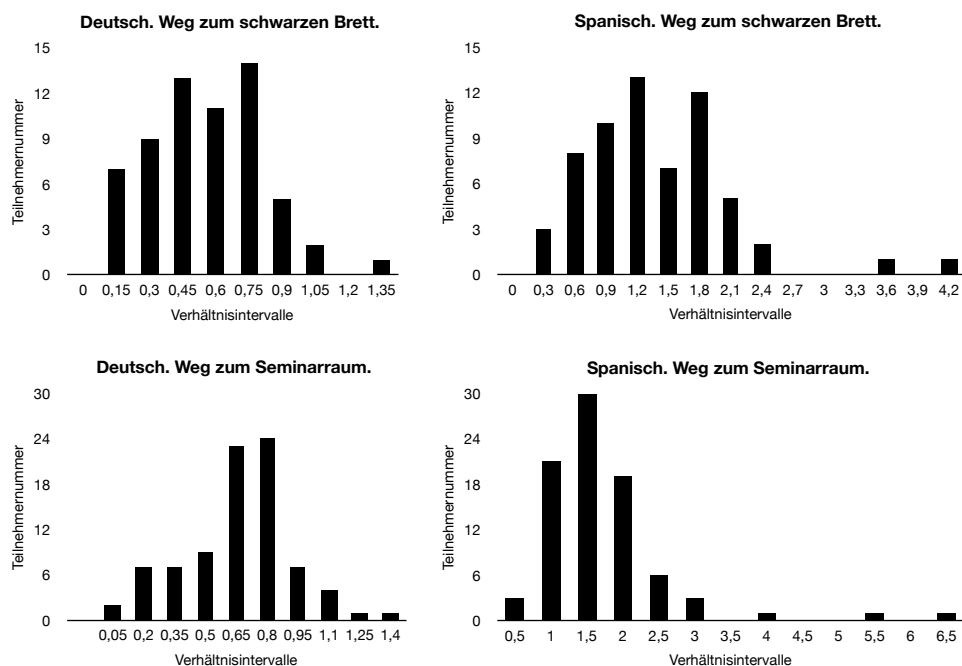 Deutsch. Weg zum schwarzen Brett.
15
12
9
6
3
0
Teilnehmernummer
0 0,15 0,3 0,45 0,6 0,75 0,9 1,05 1,2 1,35
Verhältnisintervalle
Spanisch. Weg zum schwarzen Brett.
15
12
9
6
3
0
Teilnehmernummer
0 0,3 0,6 0,9 1,2 1,5 1,8 2,1 2,4 2,7 3 3,3 3,6 3,9 4,2
Verhältnisintervalle
Deutsch. Weg zum Seminarraum.
30
24
18
12
6
0
Teilnehmernummer
0,05 0,2 0,35 0,5 0,65 0,8 0,95 1,1 1,25 1,4
Verhältnisintervalle
Spanisch. Weg zum Seminarraum.
30
24
18
12
6
0
Teilnehmernummer
0,5 1 1,5 2 2,5 3 3,5 4 4,5 5 5,5 6 6,5
Verhältnisintervalle